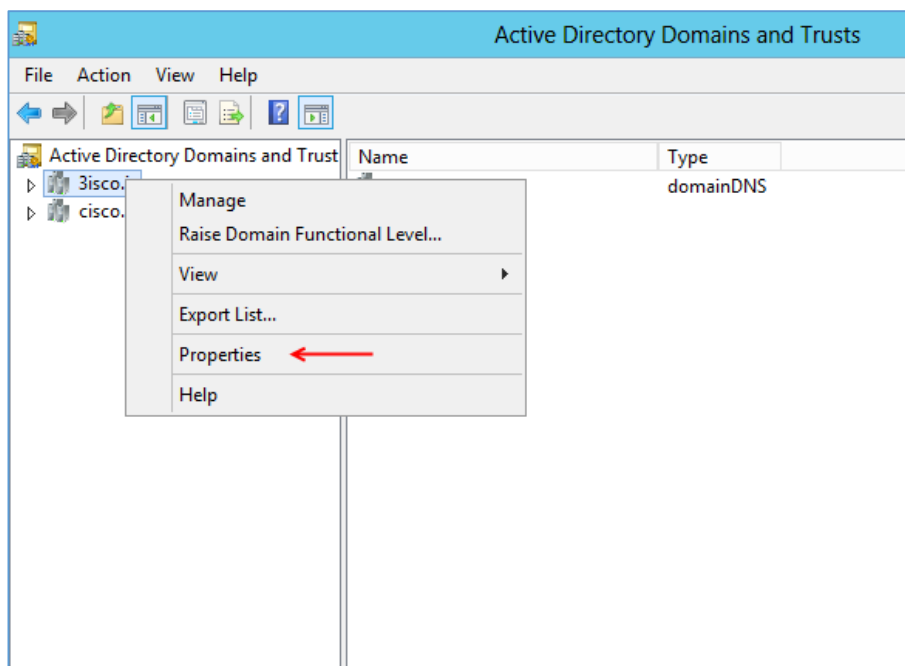 Active Directory Domains and Trusts
File Action View Help
Active Directory Domains and Trust
Name Type
3isco.
domainDNS
cisco.
Manage
Raise Domain Functional Level...
View
Export List...
Properties
Help